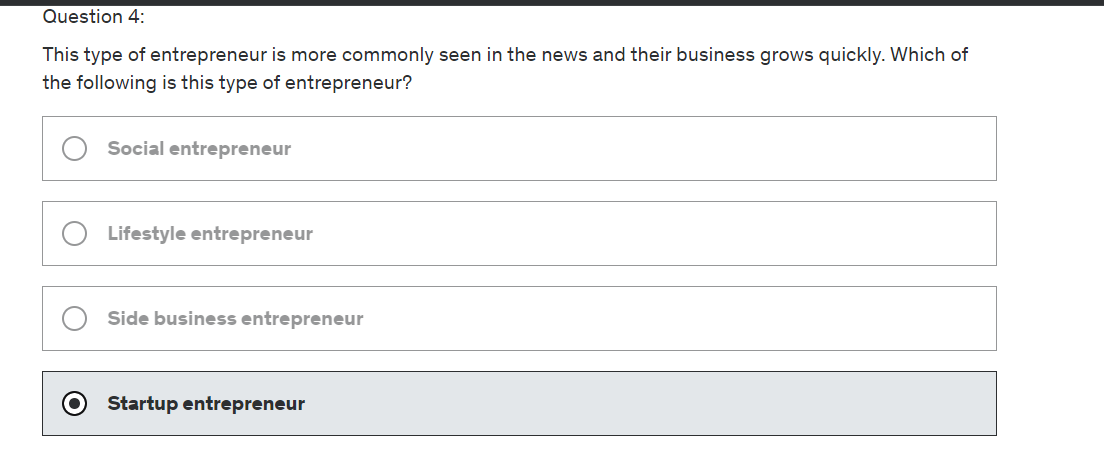 Question 4:
This type of entrepreneur is more commonly seen in the news and their business grows quickly. Which of
the following is this type of entrepreneur?
Social entrepreneur
Lifestyle entrepreneur
Side business entrepreneur
Startup entrepreneur